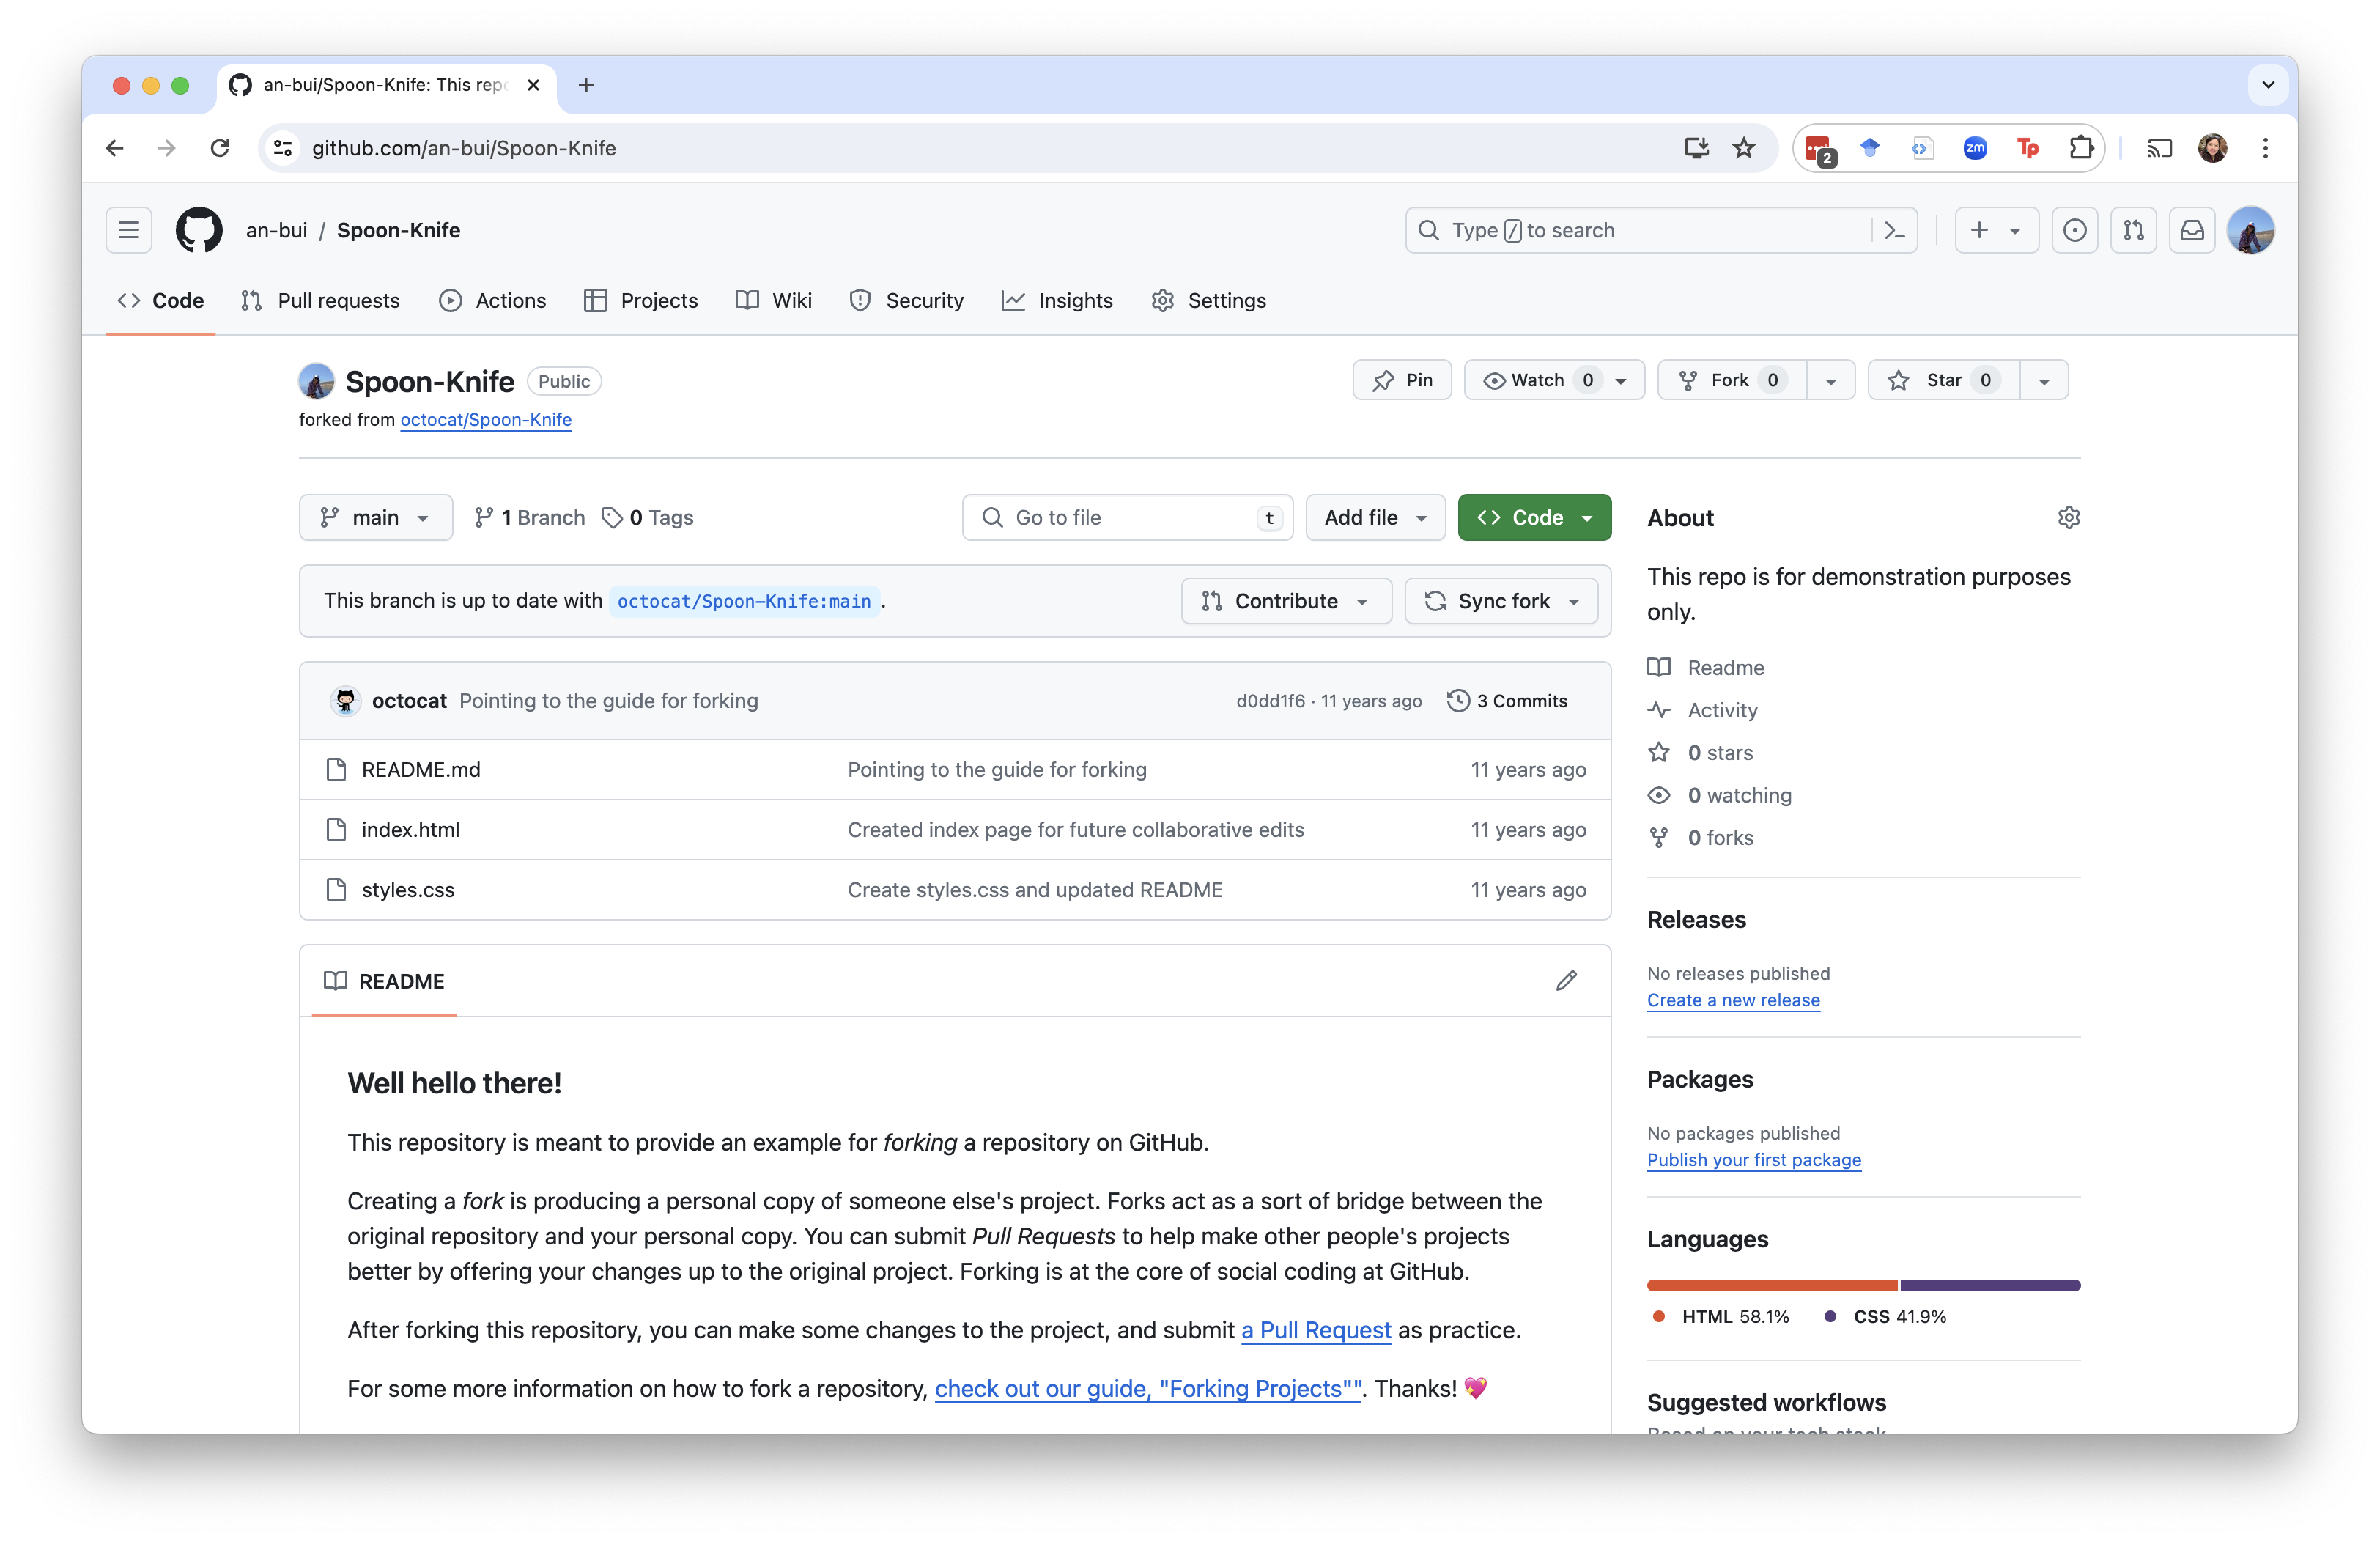 an-bui/Spoon-Knife: This repo
github.com/an-bui/Spoon-Knife
2
zm
Tp
an-bui / Spoon-Knife
Type / to search
Code
Pull requests
Actions
Projects
Wiki
Security
Insights
Settings
Spoon-Knife Public
Pin
Watch 0
Fork 0
Star 0
forked from octocat/Spoon-Knife
main
1 Branch
0 Tags
Go to file t
Add file
Code
This branch is up to date with octocat/Spoon-Knife:main .
Contribute
Sync fork
octocat Pointing to the guide for forking d0dd1f6 · 11 years ago 3 Commits
README.md Pointing to the guide for forking 11 years ago
index.html Created index page for future collaborative edits 11 years ago
styles.css Create styles.css and updated README 11 years ago
README
Well hello there!
This repository is meant to provide an example for forking a repository on GitHub.
Creating a fork is producing a personal copy of someone else's project. Forks act as a sort of bridge between the
original repository and your personal copy. You can submit Pull Requests to help make other people's projects
better by offering your changes up to the original project. Forking is at the core of social coding at GitHub.
After forking this repository, you can make some changes to the project, and submit a Pull Request as practice.
For some more information on how to fork a repository, check out our guide, "Forking Projects"". Thanks! 💖
About
This repo is for demonstration purposes
only.
Readme
Activity
0 stars
0 watching
0 forks
Releases
No releases published
Create a new release
Packages
No packages published
Publish your first package
Languages
HTML 58.1% CSS 41.9%
Suggested workflows
Based on your tech stack